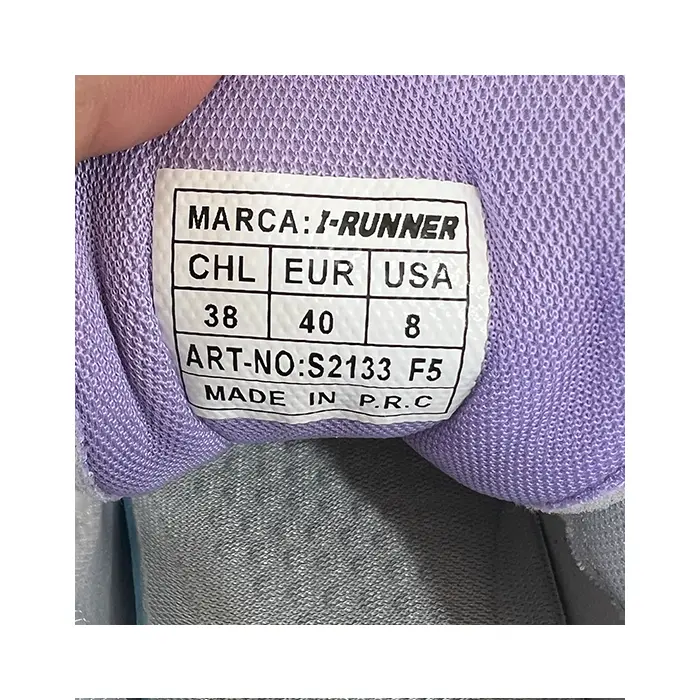 MARCA: I-RUNNER
CHL EUR USA
38 40 8
ART-NO:S2133 F5
MADE IN P.R.C